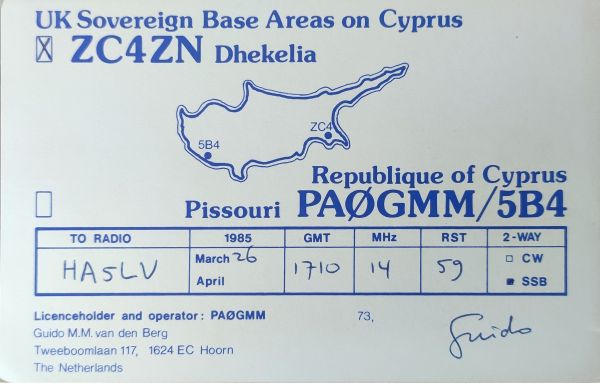 UK Sovereign Base Areas on Cyprus
ZC4ZN Dhekelia
ZC4
5B4
Republique of Cyprus
Pissouri PAØGMM/5B4
TO RADIO 1985 GMT MHz RST 2-WAY
HA5LV March 26 April 1710 14 59 CW SSB
Licenceholder and operator: PAØGMM 73,
Guido M.M. van den Berg Guido
Tweeboomlaan 117, 1624 EC Hoorn
The Netherlands